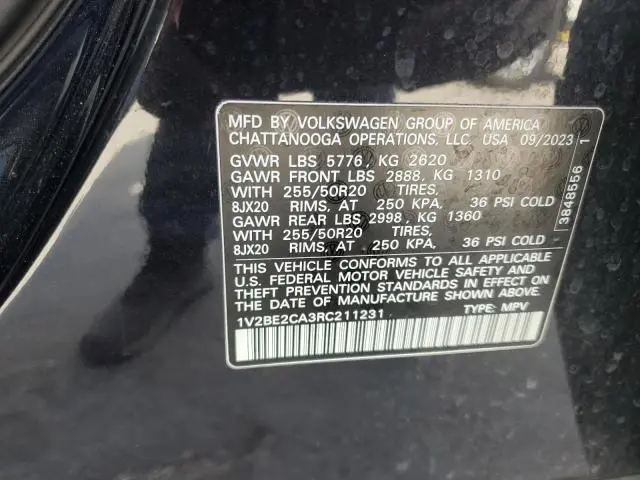 MFD BY VOLKSWAGEN GROUP OF AMERICA
CHATTANOOGA OPERATIONS, LLC USA 09/2023
GVWR LBS 5776, KG 2620
GAWR FRONT LBS 2888, KG 1310
WITH 255/50R20 TIRES,
8JX20 RIMS, AT 250 KPA, 36 PSI COLD
GAWR REAR LBS 2998, KG 1360
WITH 255/50R20 TIRES,
8JX20 RIMS, AT 250 KPA, 36 PSI COLD
THIS VEHICLE CONFORMS TO ALL APPLICABLE
U.S. FEDERAL MOTOR VEHICLE SAFETY AND
THEFT PREVENTION STANDARDS IN EFFECT ON
THE DATE OF MANUFACTURE SHOWN ABOVE.
1V2BE2CA3RC211231 TYPE: MPV
3848556 1